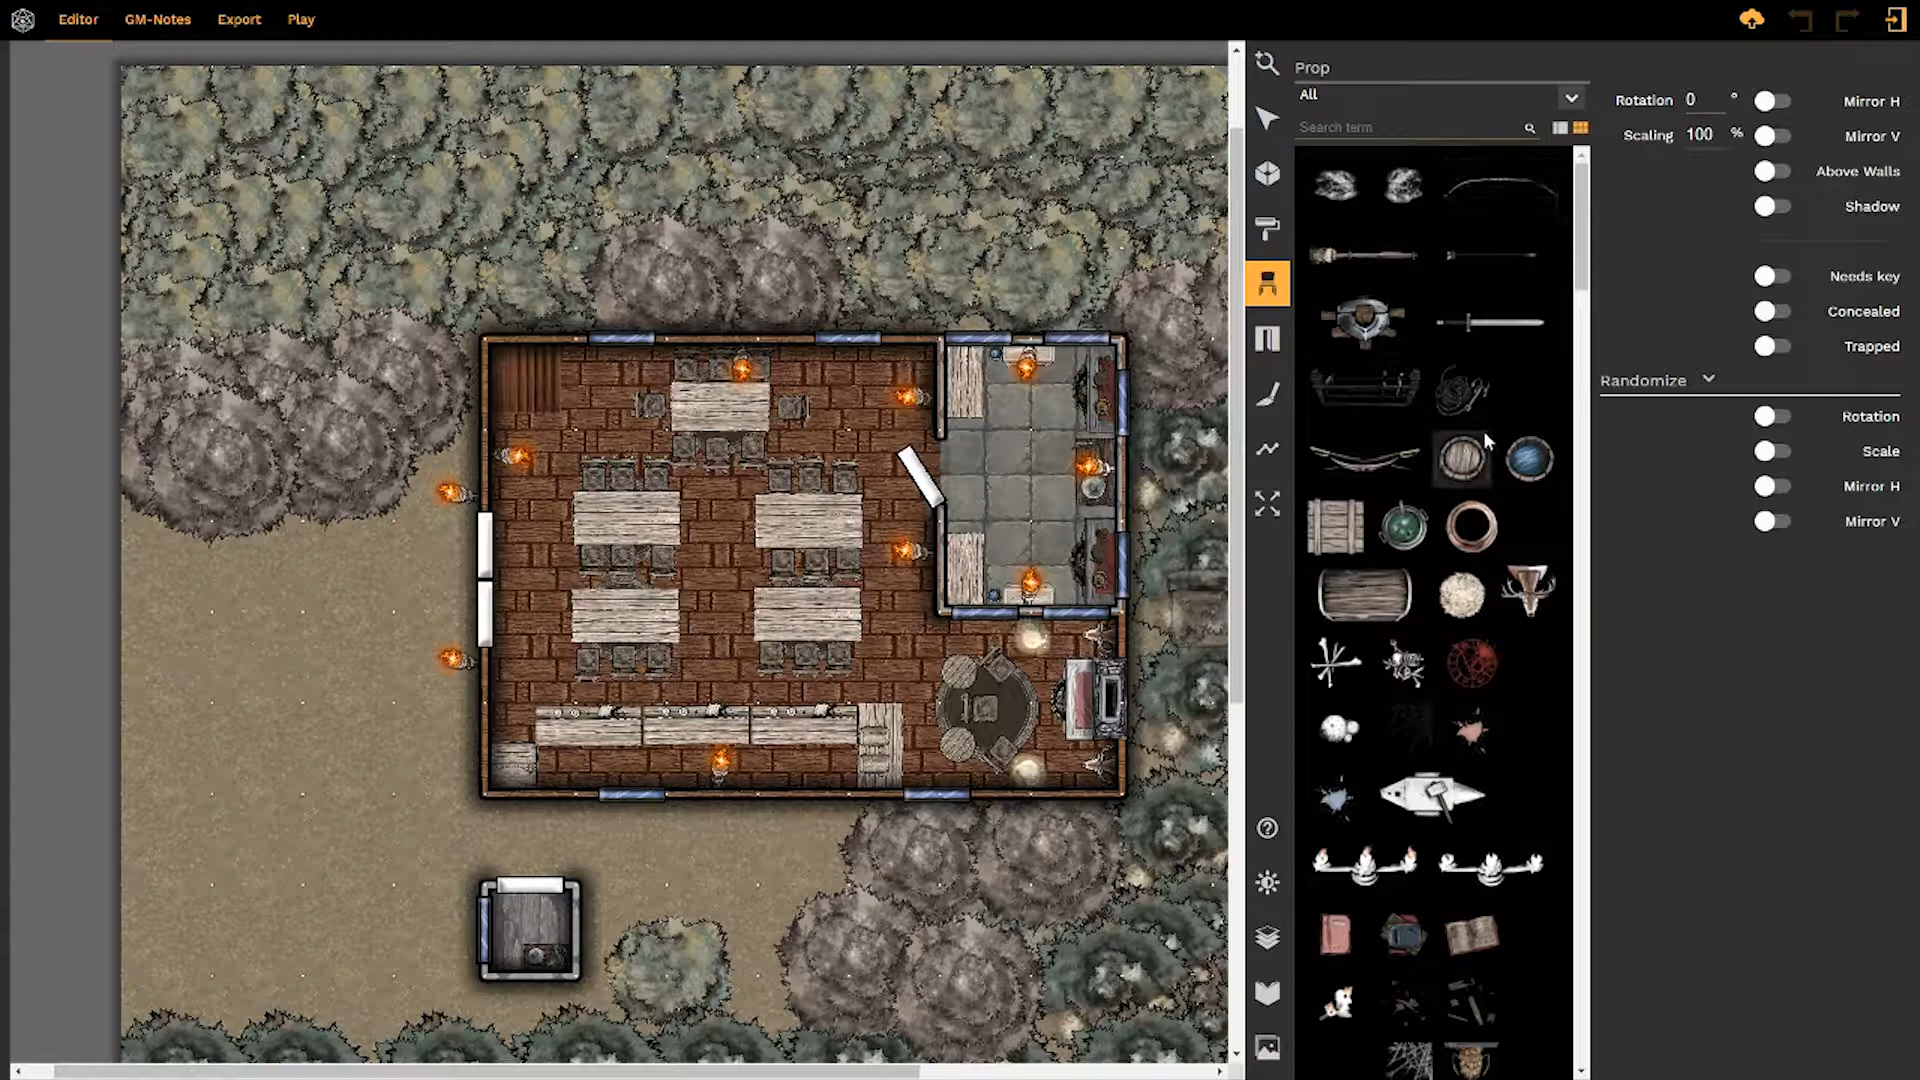 Editor
GM-Notes
Export
Play
Prop
All
Search term
Rotation 0 °
Scaling 100 %
Mirror H
Mirror V
Above Walls
Shadow
Needs key
Concealed
Trapped
Randomize
Rotation
Scale
Mirror H
Mirror V